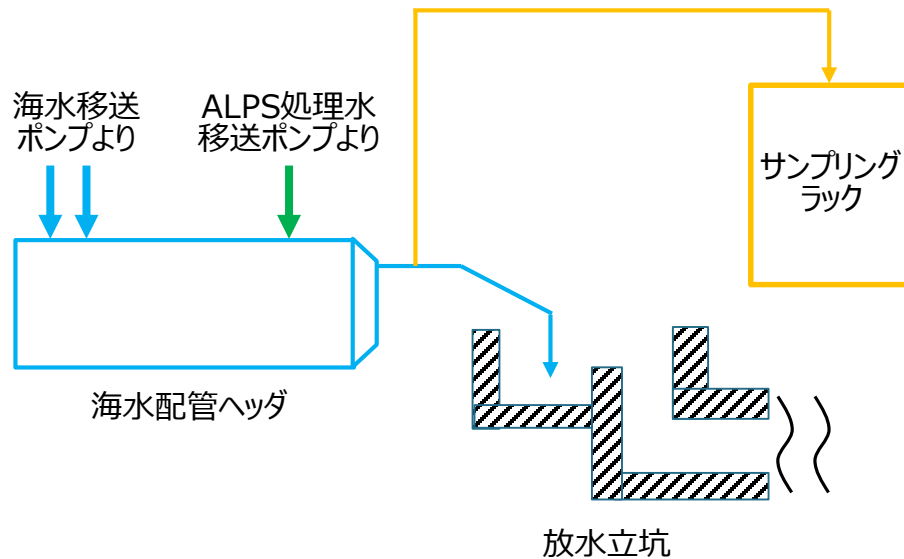 海水移送
ポンプより
ALPS処理水
移送ポンプより
サンプリング
ラック
海水配管ヘッダ
放水立坑